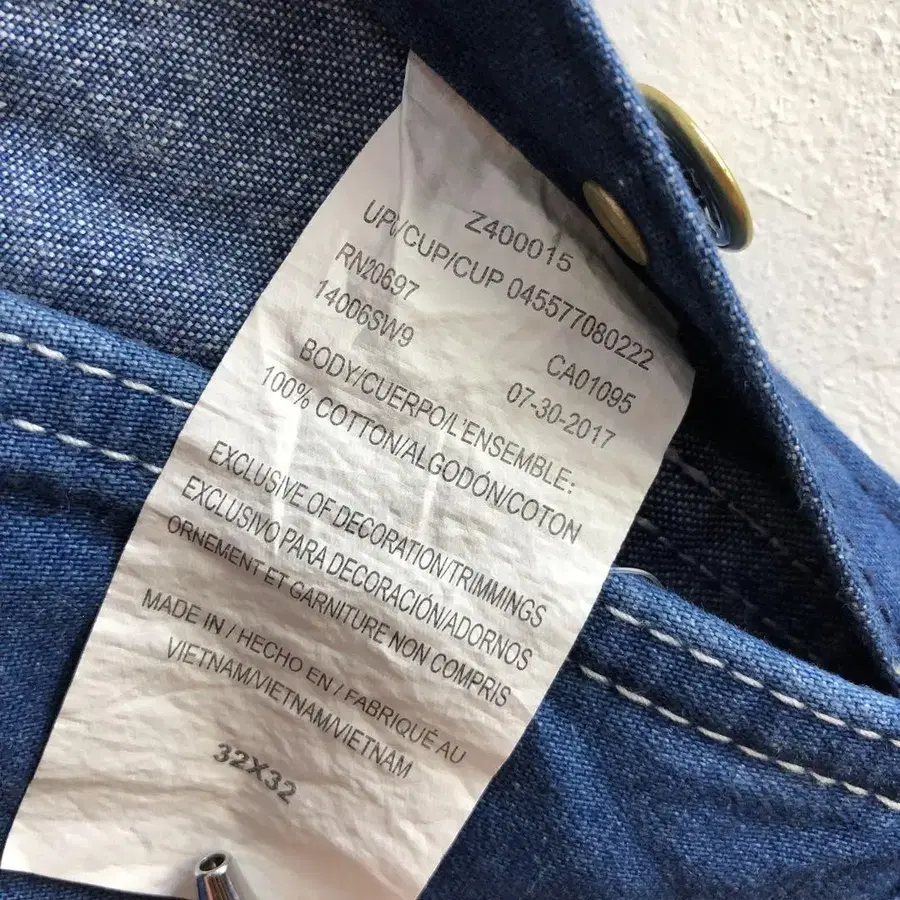 Z400015
UPC/CUP/CUP 045577080222
RN20697 CA01095
14006SW9 07-30-2017
BODY/CUERPO/L'ENSEMBLE:
100% COTTON/ALGODÓN/COTON
EXCLUSIVE OF DECORATION/TRIMMINGS
EXCLUSIVO PARA DECORACIÓN/ADORNOS
ORNEMENT ET GARNITURE NON COMPRIS
MADE IN / HECHO EN / FABRIQUÉ AU
VIETNAM/VIETNAM/VIETNAM
32X32